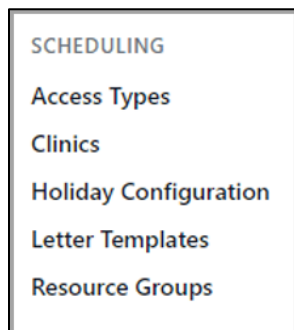 SCHEDULING
Access Types
Clinics
Holiday Configuration
Letter Templates
Resource Groups